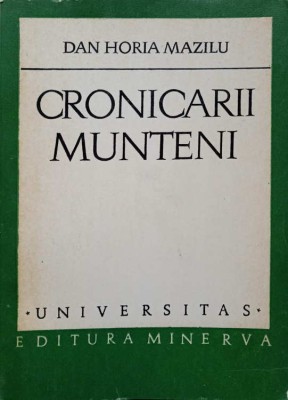 DAN HORIA MAZILU
CRONICARII
MUNTENI
· UNIVERSITAS ·
EDITURA MINERVA